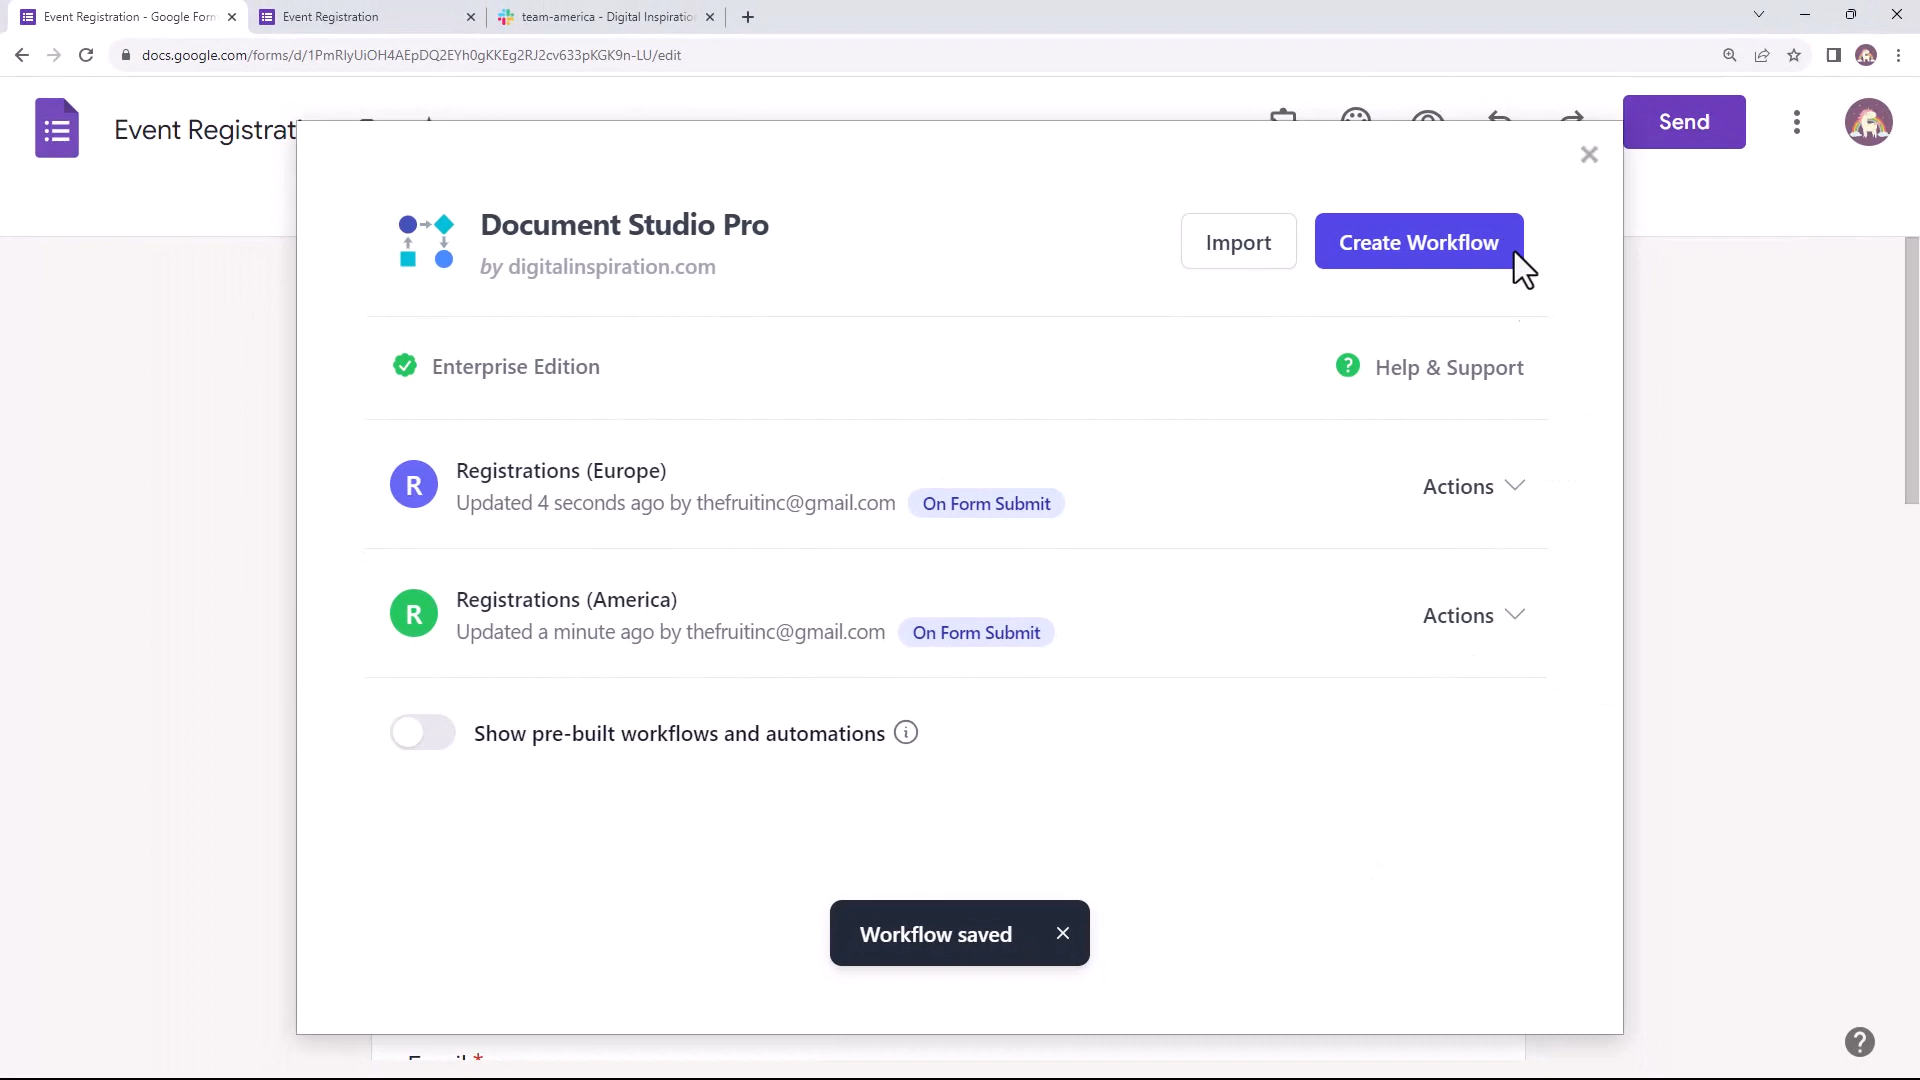 Event Registration - Google Form
Event Registration
team-america - Digital Inspiratio
docs.google.com/forms/d/1PmRlyUiOH4AEpDQ2EYh0gKKEg2RJ2cv633pKGK9n-LU/edit
Event Registrati
Send
Document Studio Pro
by digitalinspiration.com
Import
Create Workflow
Enterprise Edition
? Help & Support
R
Registrations (Europe)
Updated 4 seconds ago by thefruitinc@gmail.com On Form Submit
Actions
R
Registrations (America)
Updated a minute ago by thefruitinc@gmail.com On Form Submit
Actions
Show pre-built workflows and automations
Workflow saved